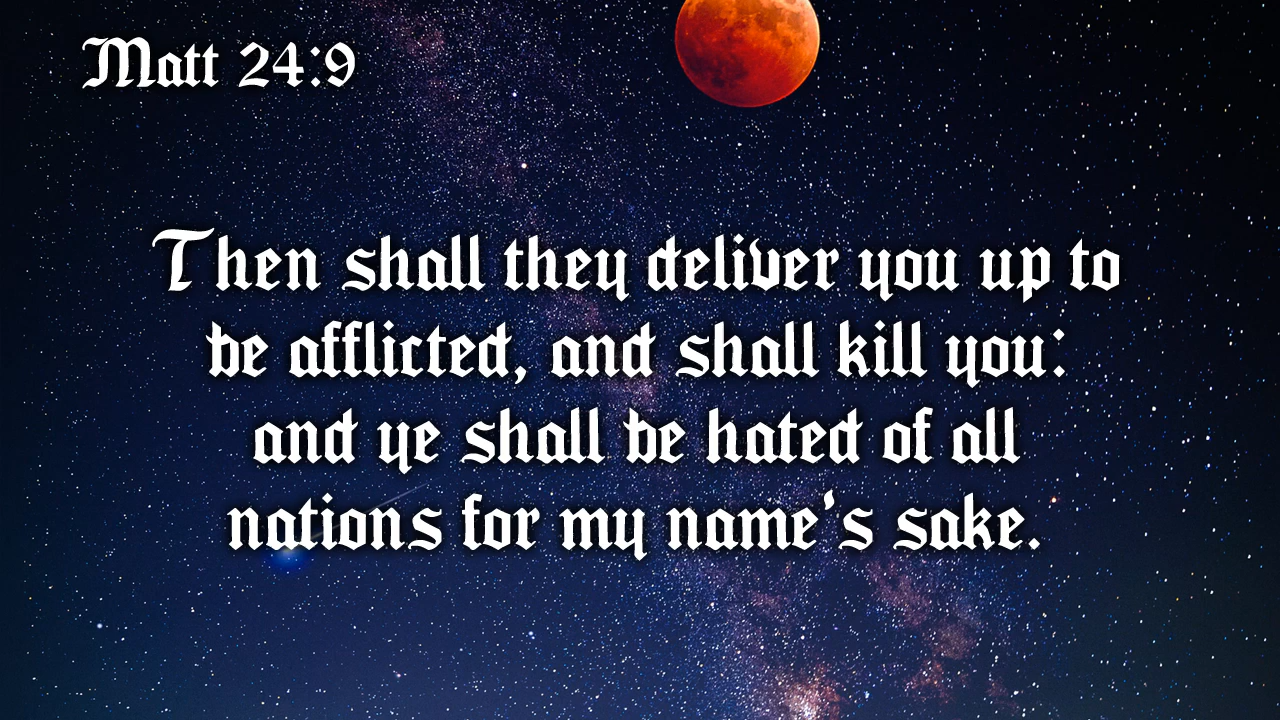 Matt 24:9
Then shall they deliver you up to
be afflicted, and shall kill you:
and ye shall be hated of all
nations for my name's sake.